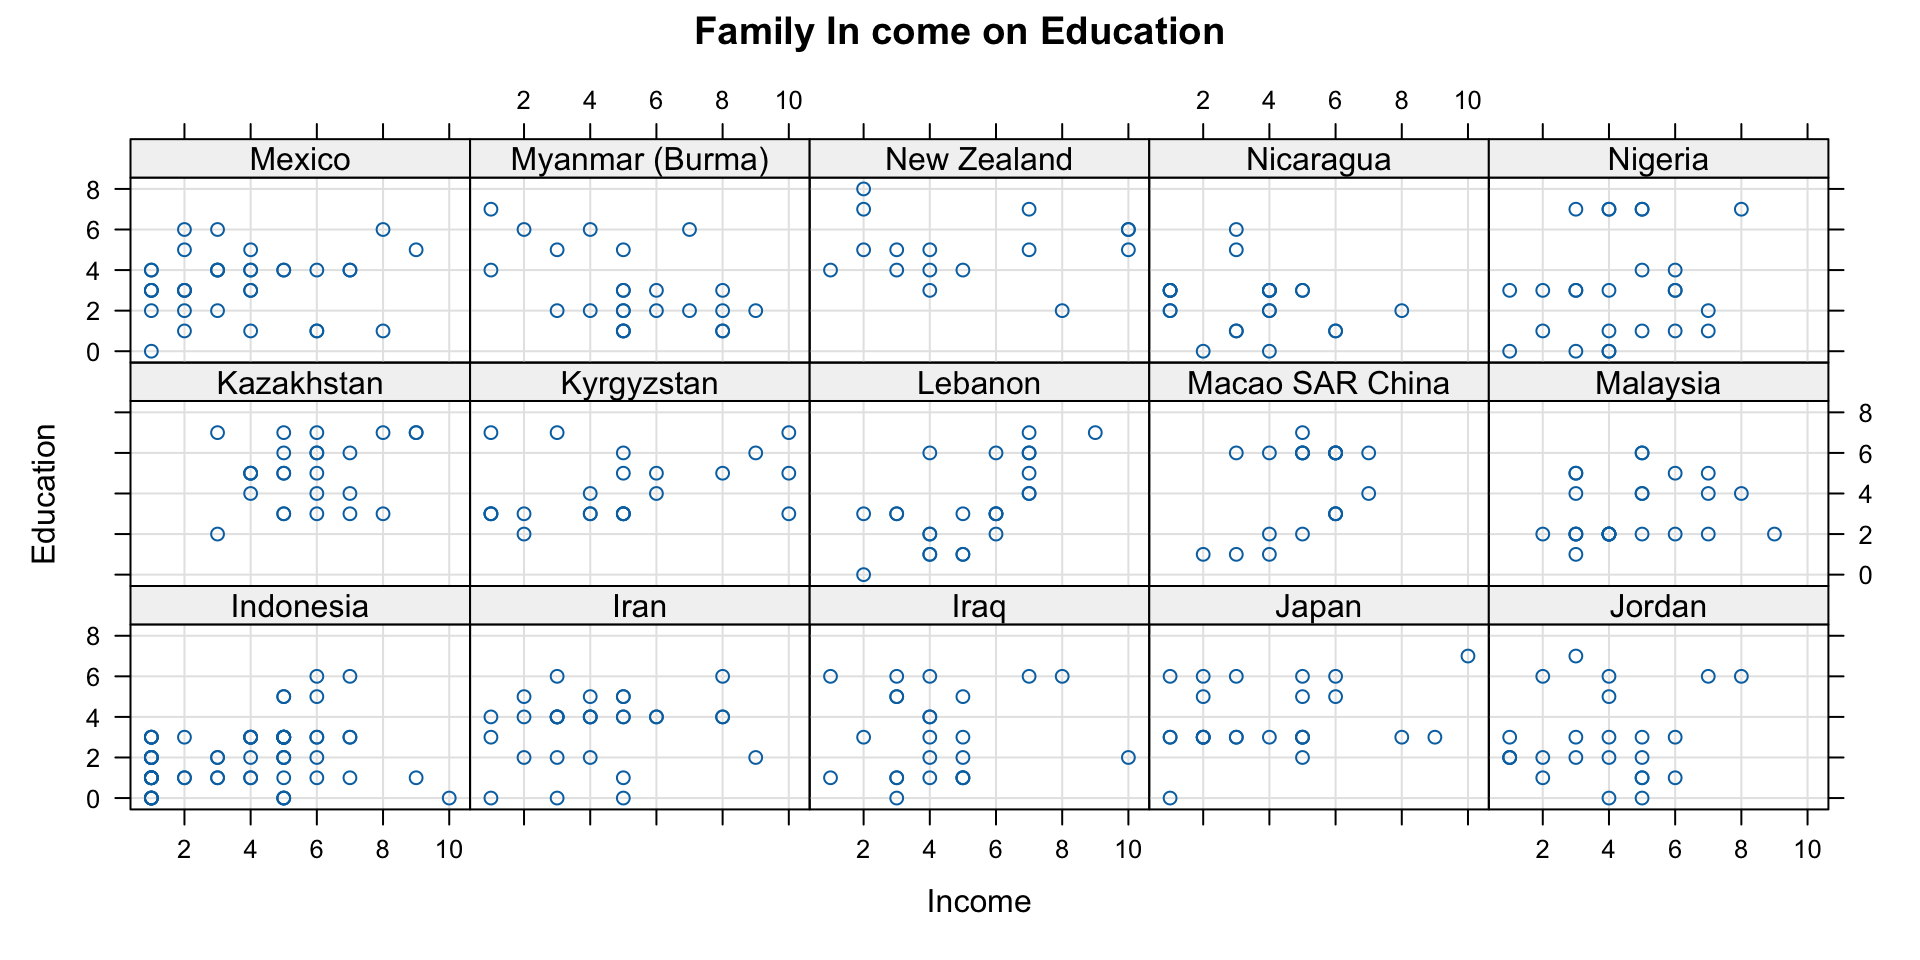 Family In come on Education
2 4 6 8 10 2 4 6 8 10
Mexico Myanmar (Burma) New Zealand Nicaragua Nigeria
8
6
4
2
0
Kazakhstan Kyrgyzstan Lebanon Macao SAR China Malaysia
8
6
4
2
0
Education
Indonesia Iran Iraq Japan Jordan
8
6
4
2
0
2 4 6 8 10 2 4 6 8 10 2 4 6 8 10
Income